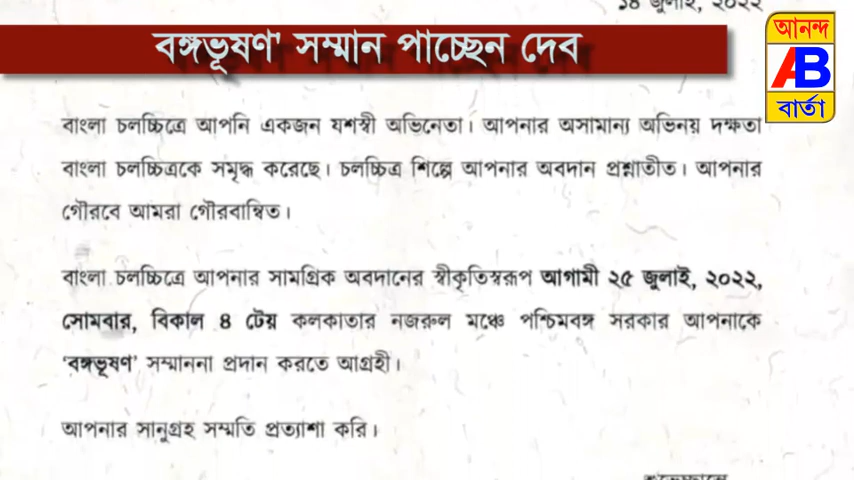 ১৪ জুলাই, ২০২২
বঙ্গভূষণ' সম্মান পাচ্ছেন দেব
আনন্দ
AB
বার্তা
বাংলা চলচ্চিত্রে আপনি একজন যশস্বী অভিনেতা। আপনার অসামান্য অভিনয় দক্ষতা
বাংলা চলচ্চিত্রকে সমৃদ্ধ করেছে। চলচ্চিত্র শিল্পে আপনার অবদান প্রশ্নাতীত। আপনার
গৌরবে আমরা গৌরবান্বিত।
বাংলা চলচ্চিত্রে আপনার সামগ্রিক অবদানের স্বীকৃতিস্বরূপ আগামী ২৫ জুলাই, ২০২২,
সোমবার, বিকাল ৪ টেয় কলকাতার নজরুল মঞ্চে পশ্চিমবঙ্গ সরকার আপনাকে
'বঙ্গভূষণ' সম্মাননা প্রদান করতে আগ্রহী।
আপনার সানুগ্রহ সম্মতি প্রত্যাশা করি।